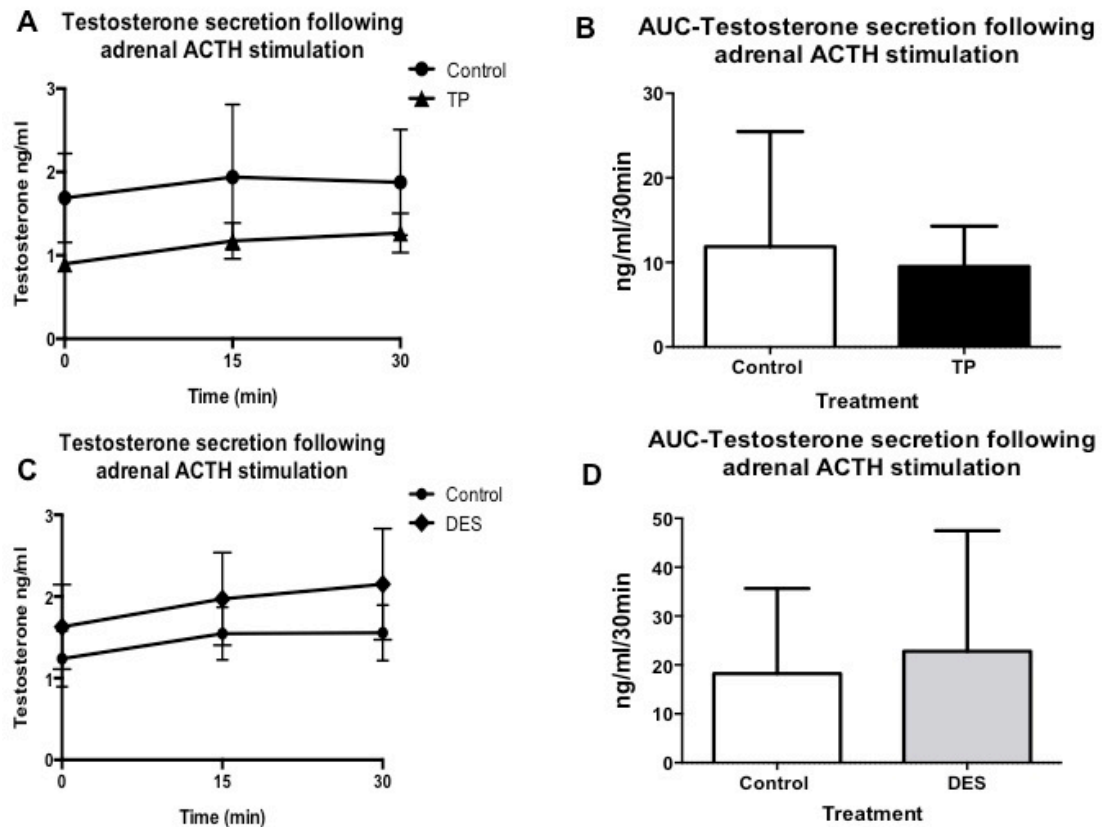 A
Testosterone secretion following
adrenal ACTH stimulation
Control
TP
Testosterone ng/ml
3
2
1
0
0 15 30
Time (min)
B
AUC-Testosterone secretion following
adrenal ACTH stimulation
ng/ml/30min
30
20
10
0
Control TP
Treatment
C
Testosterone secretion following
adrenal ACTH stimulation
Control
DES
Testosterone ng/ml
3
2
1
0
0 15 30
Time (min)
D
AUC-Testosterone secretion following
adrenal ACTH stimulation
ng/ml/30min
50
40
30
20
10
0
Control DES
Treatment